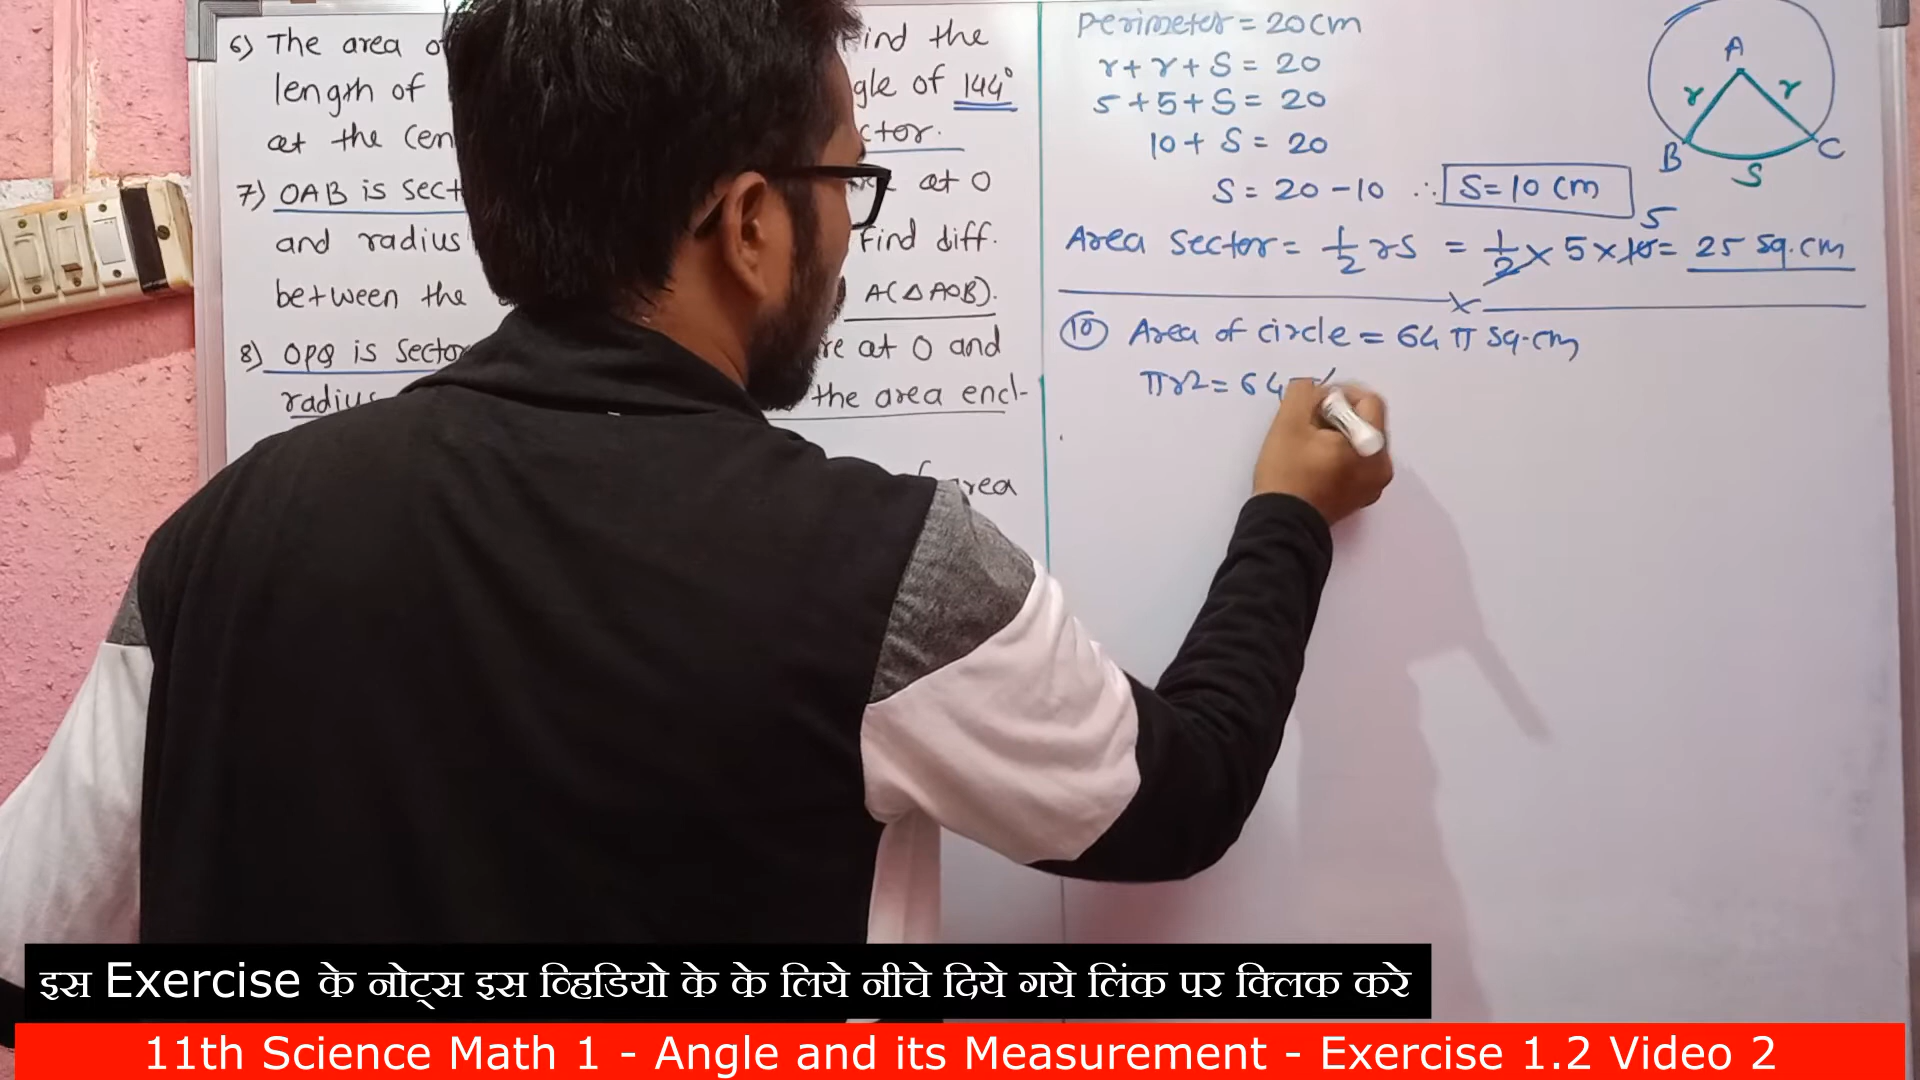 6) The area o
ind the
length of
gle of 144°
at the cen
ctor.
7) OAB is sect
at O
and radius
Find diff.
between the
A(△AOB).
8) OPQ is Secto
re at O and
radius
the area encl-
rea
Perimeter = 20 cm
r + r + S = 20
5 + 5 + S = 20
10 + S = 20
S = 20 - 10 ∴ S = 10 cm
Area Sector = 1/2 rS = 1/2 × 5 × 10 = 25 sq.cm
5
A
r r
B C
S
⑩ Area of circle = 64 π sq.cm
πr2 = 64
इस Exercise के नोट्स इस व्हिडियो के के लिये नीचे दिये गये लिंक पर क्लिक करे
11th Science Math 1 - Angle and its Measurement - Exercise 1.2 Video 2